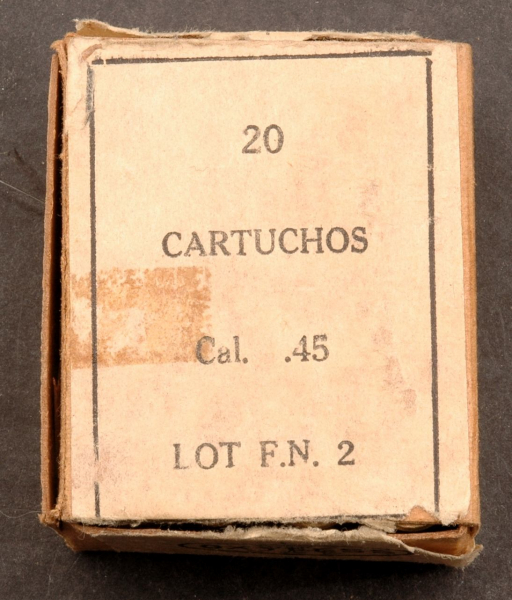 20
CARTUCHOS
Cal. .45
LOT F.N. 2